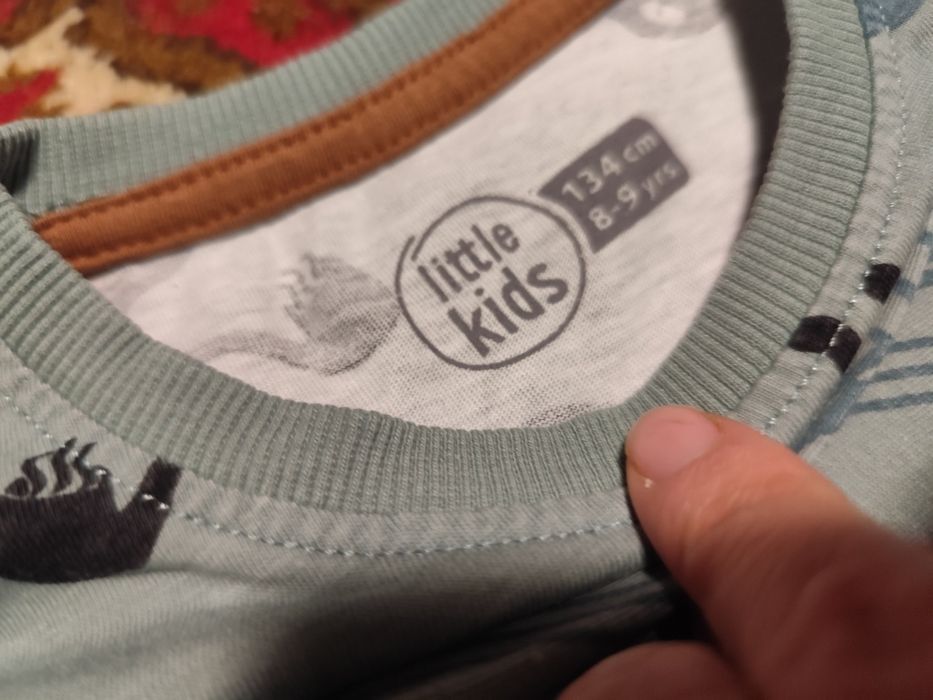 little
kids
134 cm
8-9 yrs